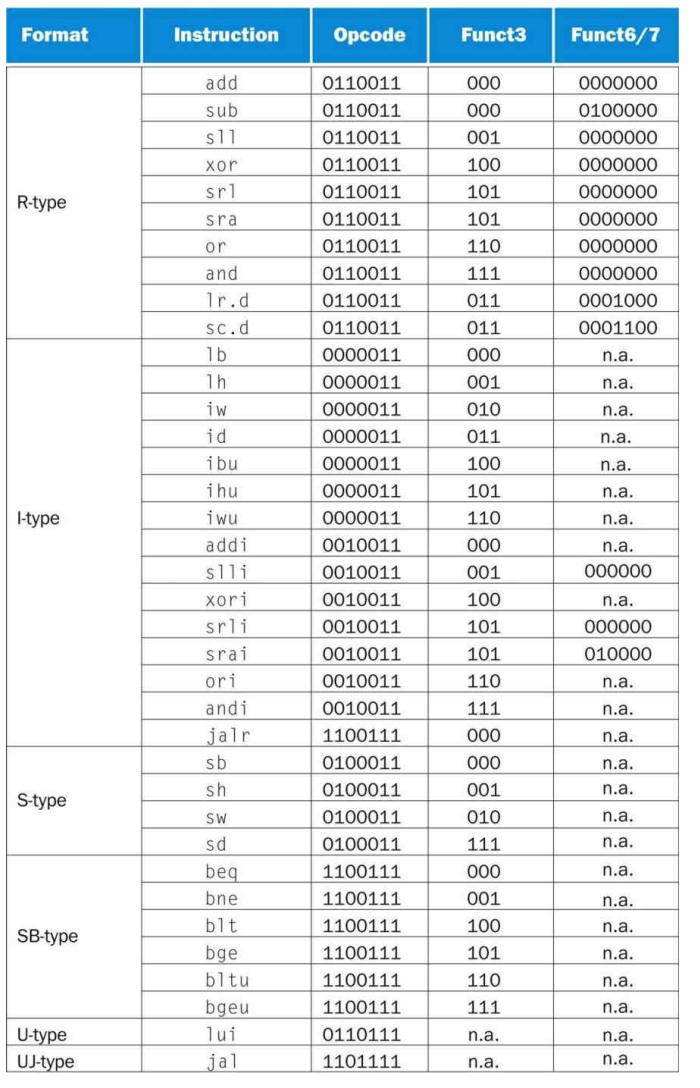 Format Instruction Opcode Funct3 Funct6/7
R-type
add 0110011 000 0000000
sub 0110011 000 0100000
sll 0110011 001 0000000
xor 0110011 100 0000000
srl 0110011 101 0000000
sra 0110011 101 0000000
or 0110011 110 0000000
and 0110011 111 0000000
lr.d 0110011 011 0001000
sc.d 0110011 011 0001100
I-type
lb 0000011 000 n.a.
lh 0000011 001 n.a.
iw 0000011 010 n.a.
id 0000011 011 n.a.
ibu 0000011 100 n.a.
ihu 0000011 101 n.a.
iwu 0000011 110 n.a.
addi 0010011 000 n.a.
slli 0010011 001 000000
xori 0010011 100 n.a.
srli 0010011 101 000000
srai 0010011 101 010000
ori 0010011 110 n.a.
andi 0010011 111 n.a.
jalr 1100111 000 n.a.
S-type
sb 0100011 000 n.a.
sh 0100011 001 n.a.
sw 0100011 010 n.a.
sd 0100011 111 n.a.
SB-type
beq 1100111 000 n.a.
bne 1100111 001 n.a.
blt 1100111 100 n.a.
bge 1100111 101 n.a.
bltu 1100111 110 n.a.
bgeu 1100111 111 n.a.
U-type lui 0110111 n.a. n.a.
UJ-type jal 1101111 n.a. n.a.